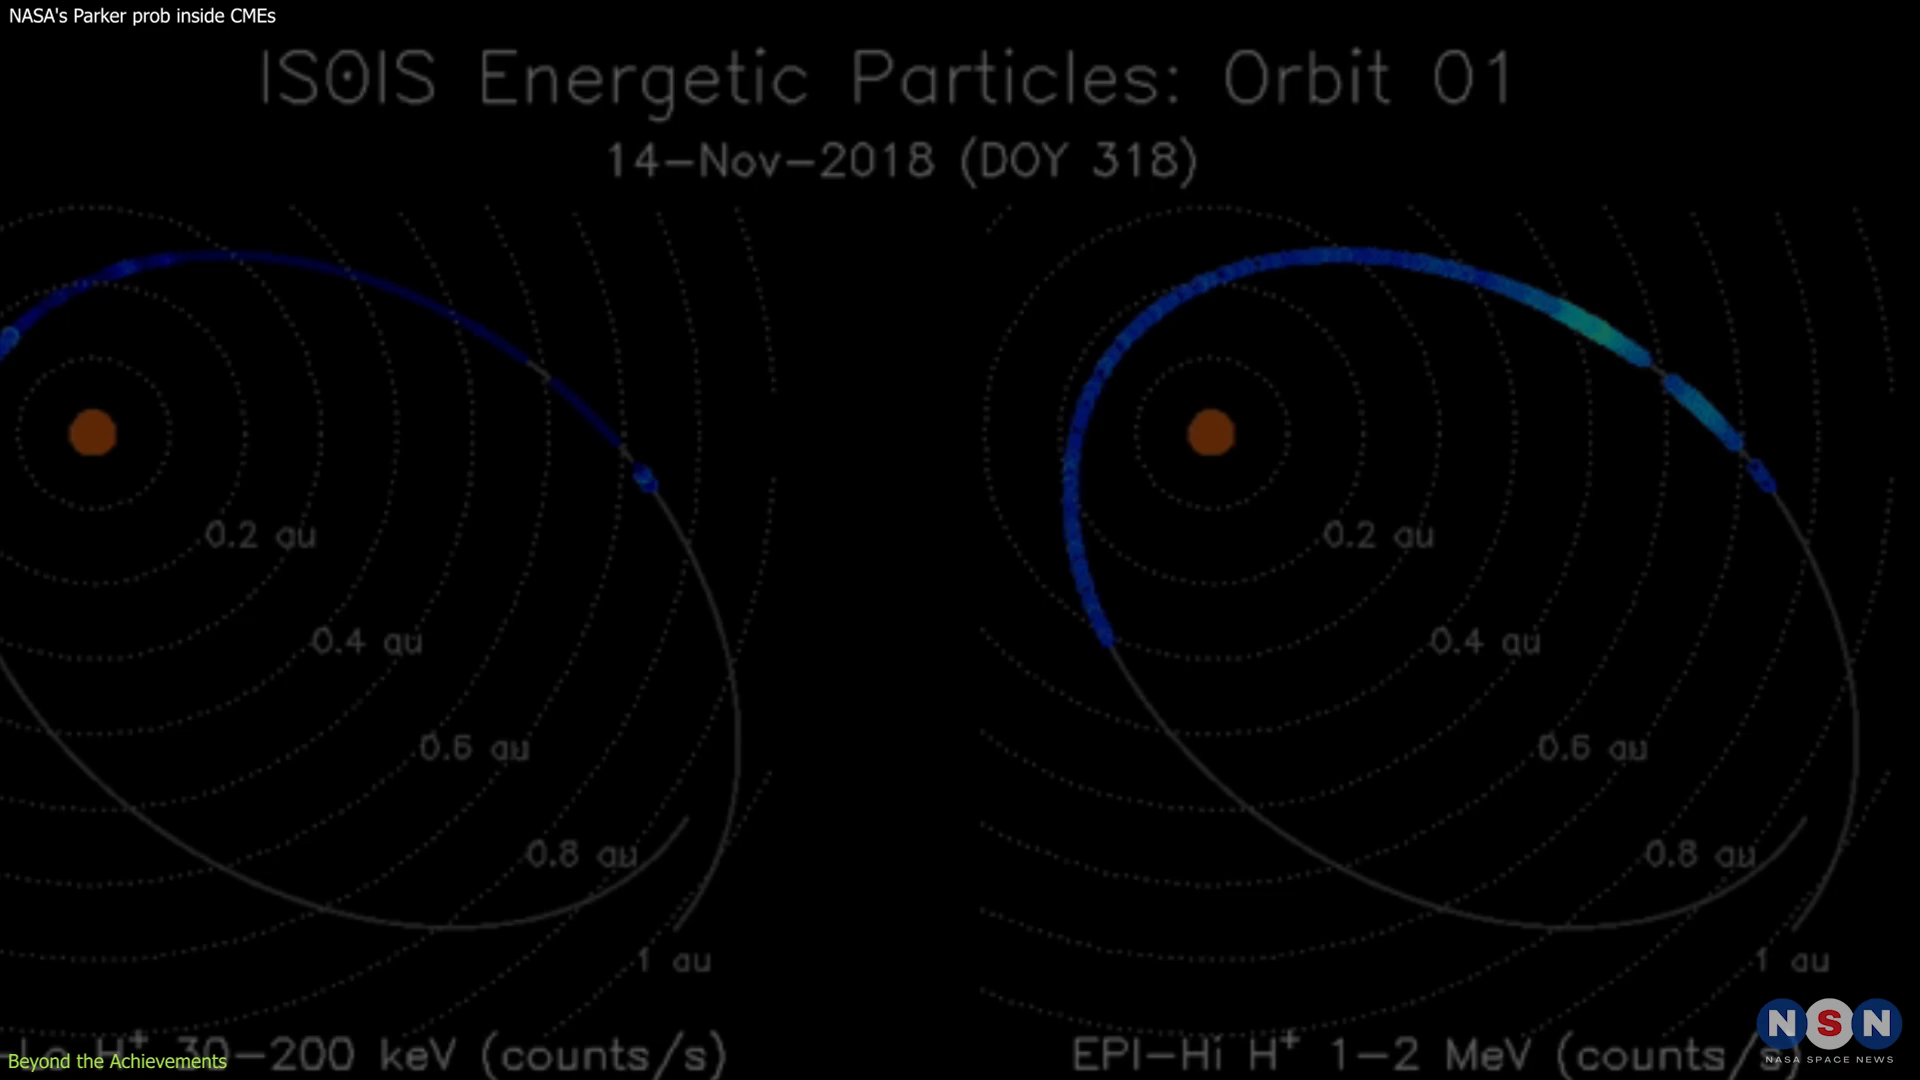 NASA's Parker prob inside CMEs
IS⊙IS Energetic Particles: Orbit 01
14-Nov-2018 (DOY 318)
0.2 au
0.2 au
0.4 au
0.4 au
0.6 au
0.6 au
0.8 au
0.8 au
1 au
1 au
-Lo H⁺ 30-200 keV (counts/s)
EPI-Hi H⁺ 1-2 MeV (counts/s)
Beyond the Achievements
NSN
NASA SPACE NEWS